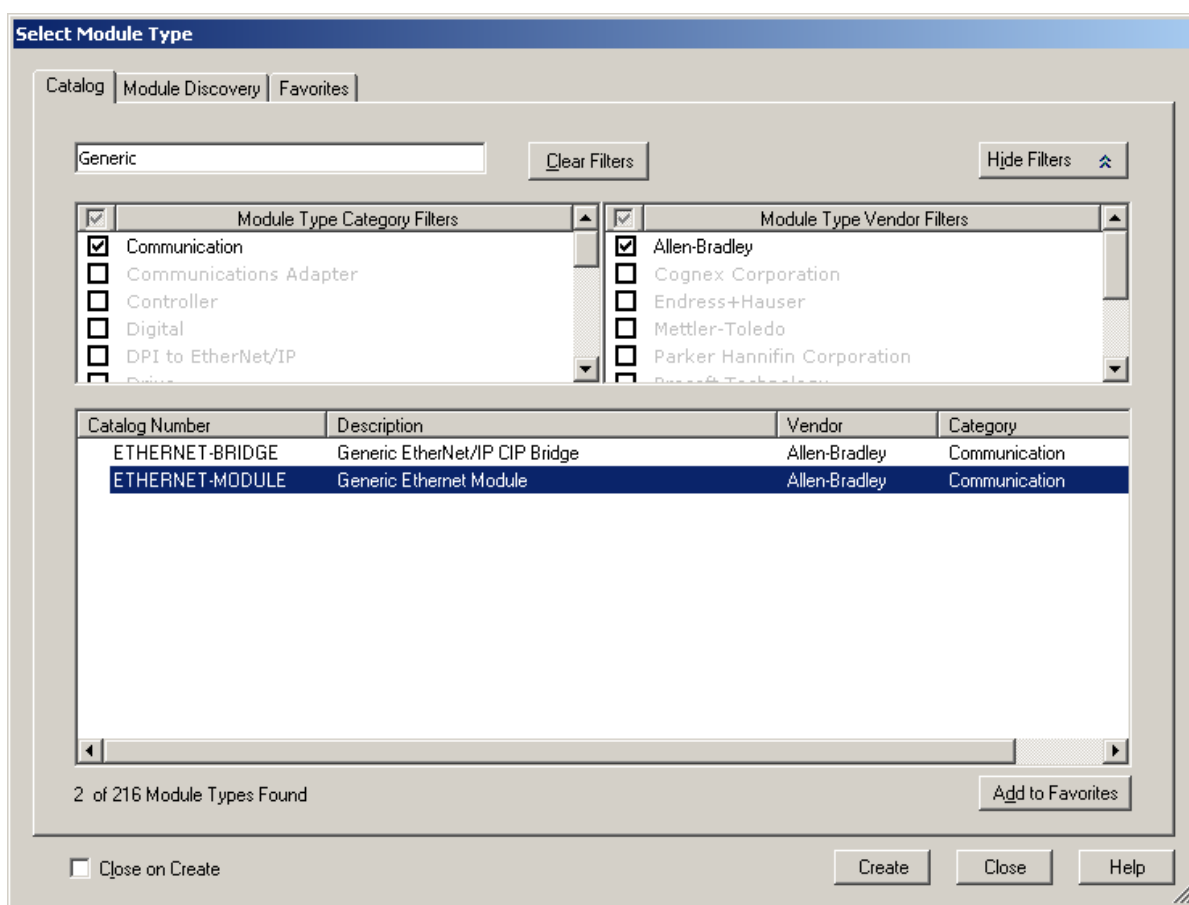 Select Module Type
Catalog Module Discovery Favorites
Generic Clear Filters Hide Filters
Module Type Category Filters Module Type Vendor Filters
Communication Allen-Bradley
Communications Adapter Cognex Corporation
Controller Endress+Hauser
Digital Mettler-Toledo
DPI to EtherNet/IP Parker Hannifin Corporation
Catalog Number Description Vendor Category
ETHERNET-BRIDGE Generic EtherNet/IP CIP Bridge Allen-Bradley Communication
ETHERNET-MODULE Generic Ethernet Module Allen-Bradley Communication
2 of 216 Module Types Found Add to Favorites
Close on Create Create Close Help